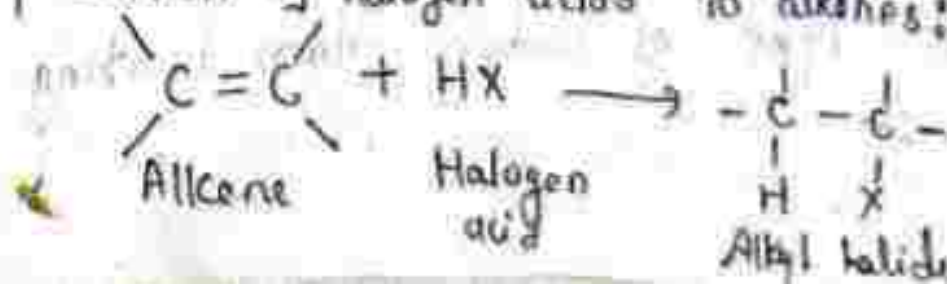 halogen acids to alkenes:
C = C + HX → - C - C -
H X
Alkene Halogen acid
Alkyl halide